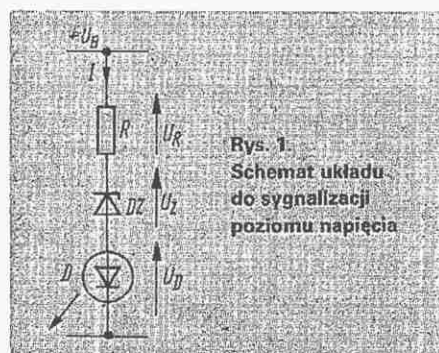 +U_B
I
R
U_R
DZ
U_Z
D
U_D
Rys. 1.
Schemat układu
do sygnalizacji
poziomu napięcia